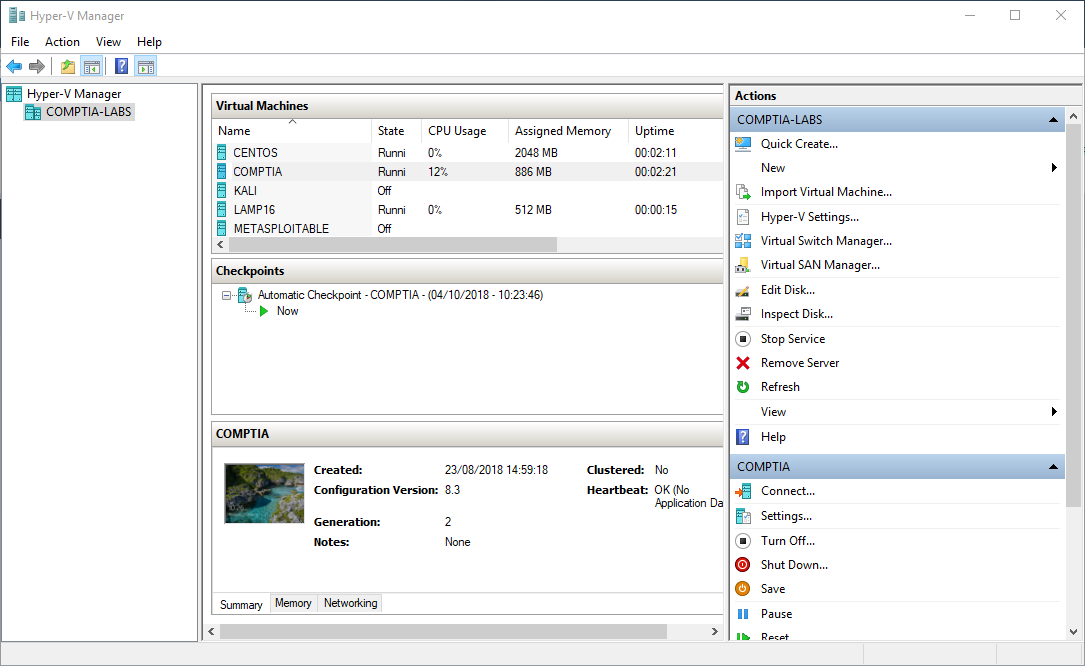 Hyper-V Manager
File Action View Help
Hyper-V Manager
COMPTIA-LABS
Virtual Machines
Name State CPU Usage Assigned Memory Uptime
CENTOS Runni 0% 2048 MB 00:02:11
COMPTIA Runni 12% 886 MB 00:02:21
KALI Off
LAMP16 Runni 0% 512 MB 00:00:15
METASPLOITABLE Off
Checkpoints
Automatic Checkpoint - COMPTIA - (04/10/2018 - 10:23:46)
Now
COMPTIA
Created: 23/08/2018 14:59:18 Clustered: No
Configuration Version: 8.3 Heartbeat: OK (No
Application Da
Generation: 2
Notes: None
Summary Memory Networking
Actions
COMPTIA-LABS
Quick Create...
New
Import Virtual Machine...
Hyper-V Settings...
Virtual Switch Manager...
Virtual SAN Manager...
Edit Disk...
Inspect Disk...
Stop Service
Remove Server
Refresh
View
Help
COMPTIA
Connect...
Settings...
Turn Off...
Shut Down...
Save
Pause
Reset